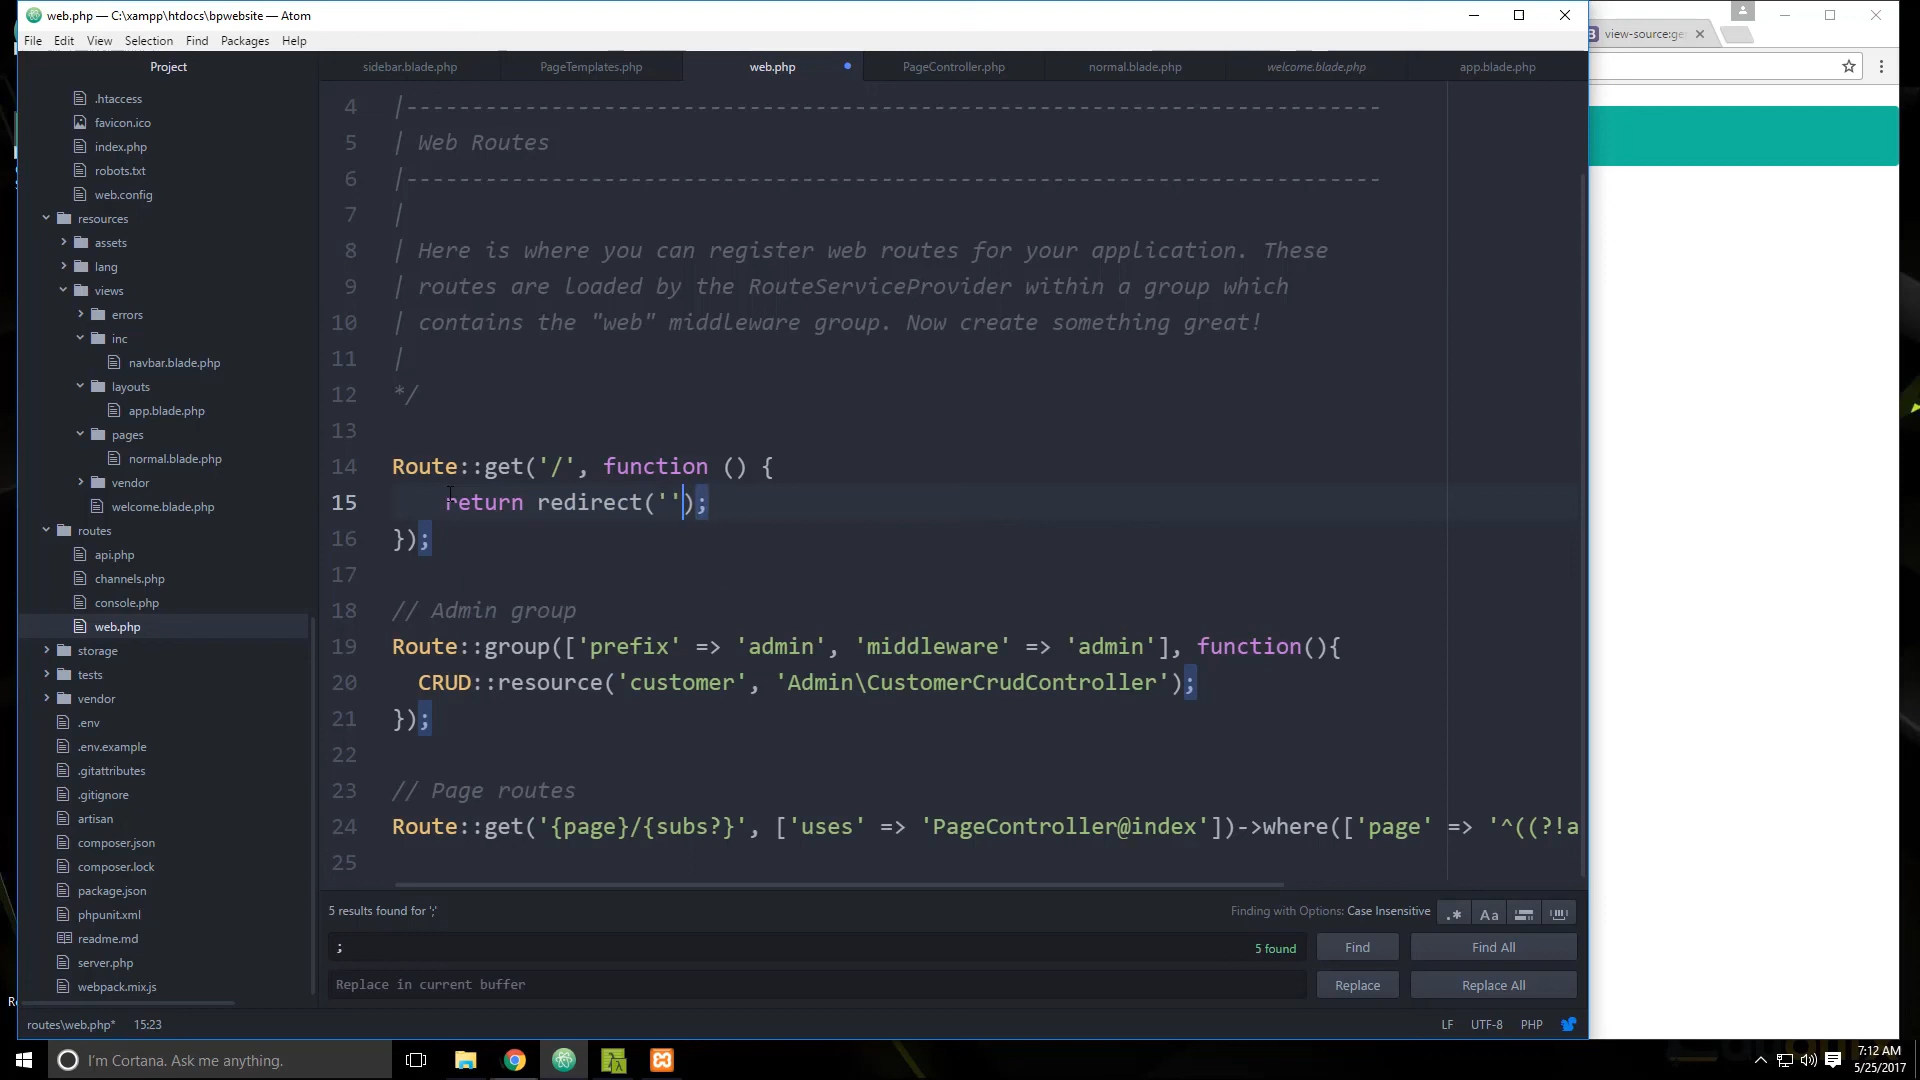 web.php — C:\xampp\htdocs\bpwebsite — Atom
view-source:ge
File Edit View Selection Find Packages Help
Project
sidebar.blade.php
PageTemplates.php
web.php
PageController.php
normal.blade.php
welcome.blade.php
app.blade.php
.htaccess
favicon.ico
index.php
robots.txt
web.config
resources
assets
lang
views
errors
inc
navbar.blade.php
layouts
app.blade.php
pages
normal.blade.php
vendor
welcome.blade.php
routes
api.php
channels.php
console.php
web.php
storage
tests
vendor
.env
.env.example
.gitattributes
.gitignore
artisan
composer.json
composer.lock
package.json
phpunit.xml
readme.md
server.php
webpack.mix.js
4 |--------------------------------------------------------------------------
5 | Web Routes
6 |--------------------------------------------------------------------------
7 |
8 | Here is where you can register web routes for your application. These
9 | routes are loaded by the RouteServiceProvider within a group which
10 | contains the "web" middleware group. Now create something great!
11 |
12 */
13
14 Route::get('/', function () {
15 return redirect('');
16 });
17
18 // Admin group
19 Route::group(['prefix' => 'admin', 'middleware' => 'admin'], function(){
20 CRUD::resource('customer', 'Admin\CustomerCrudController');
21 });
22
23 // Page routes
24 Route::get('{page}/{subs?}', ['uses' => 'PageController@index'])->where(['page' => '^((?!a
25
5 results found for ';'
Finding with Options: Case Insensitive
.* Aa
;
5 found
Find
Find All
Replace in current buffer
Replace
Replace All
routes\web.php* 15:23
LF UTF-8 PHP
I'm Cortana. Ask me anything.
7:12 AM
5/25/2017